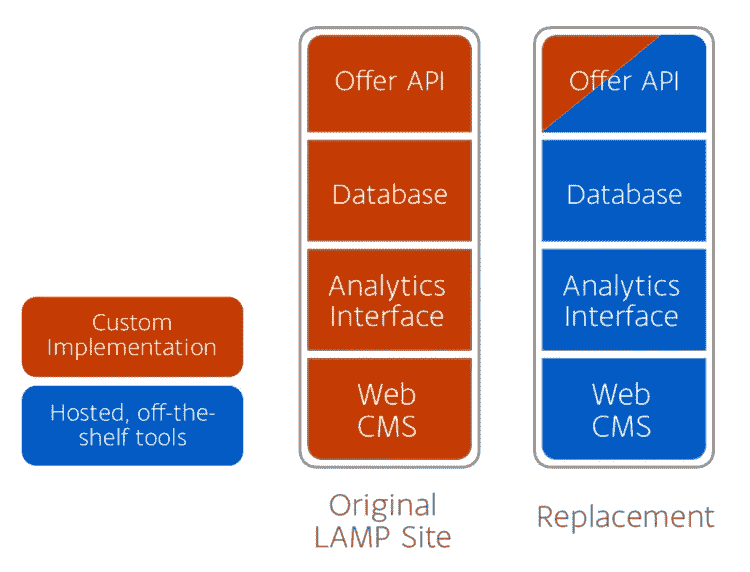 Offer API
Database
Analytics
Interface
Web
CMS
Original
LAMP Site
Offer API
Database
Analytics
Interface
Web
CMS
Replacement
Custom
Implementation
Hosted, off-the-
shelf tools